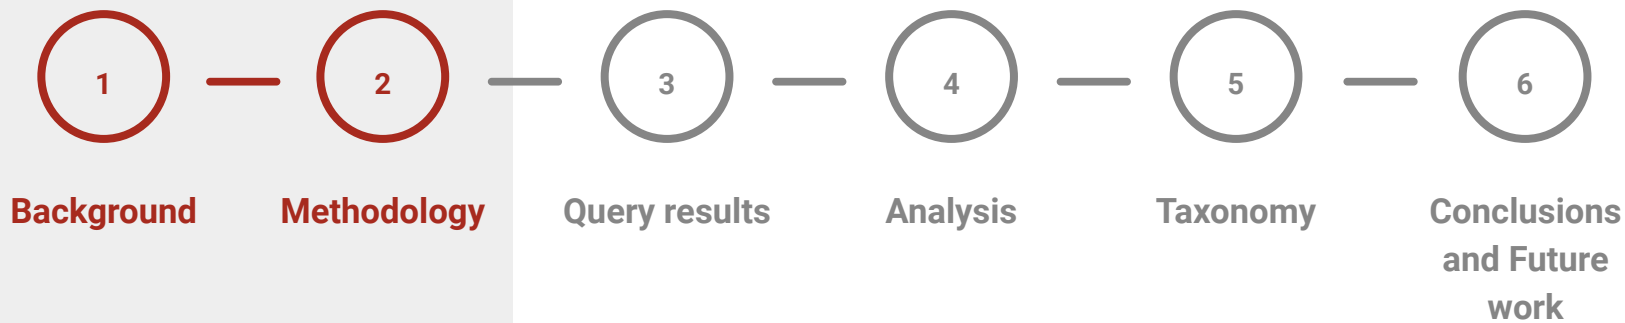 1
2
3
4
5
6
Background
Methodology
Query results
Analysis
Taxonomy
Conclusions
and Future
work